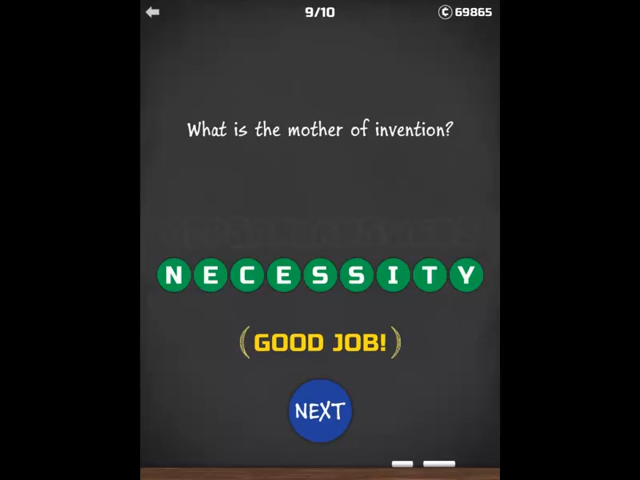 9/10
© 69865
What is the mother of invention?
NECESSITY
(GOOD JOB!)
NEXT